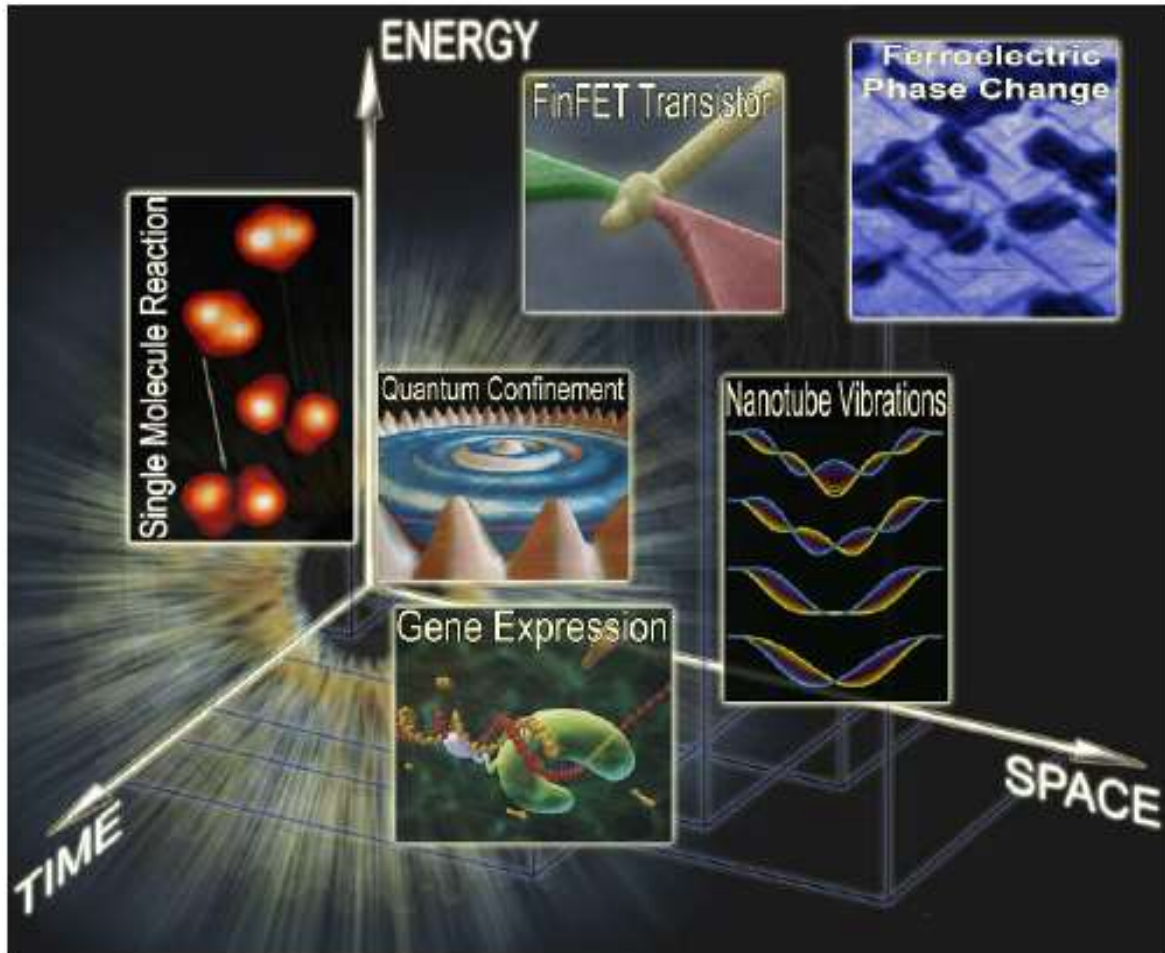 ENERGY
FinFET Transistor
Ferroelectric
Phase Change
Single Molecule Reaction
Quantum Confinement
Nanotube Vibrations
Gene Expression
SPACE
TIME